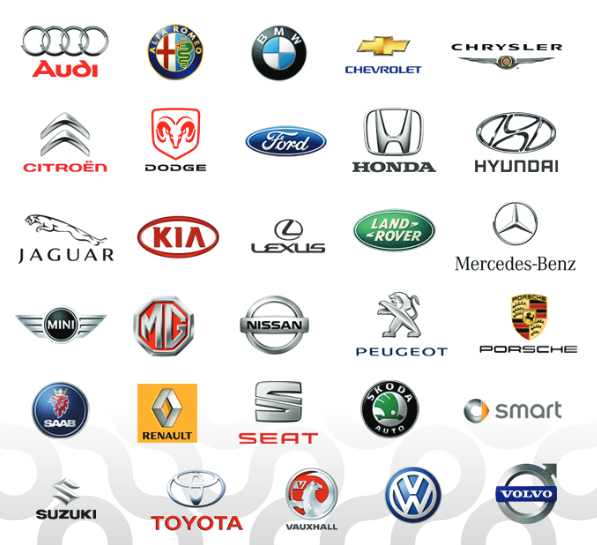 Audi
ALFA ROMEO
BMW
CHEVROLET
CHRYSLER
CITROËN
DODGE
Ford
HONDA
HYUNDAI
JAGUAR
KIA
LEXUS
LAND-
-ROVER
Mercedes-Benz
MINI
MG
NISSAN
PEUGEOT
PORSCHE
PORSCHE
SAAB
RENAULT
SEAT
SKODA
AUTO
smart
SUZUKI
TOYOTA
VAUXHALL
VOLVO